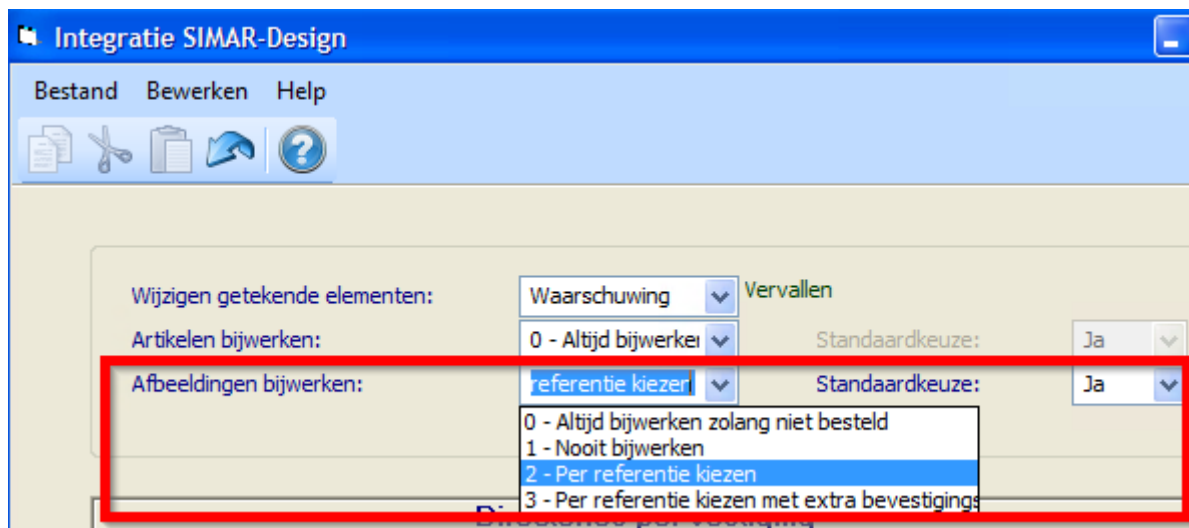 Integratie SIMAR-Design
Bestand Bewerken Help
Wijzigen getekende elementen: Waarschuwing Vervallen
Artikelen bijwerken: 0 - Altijd bijwerke Standaardkeuze: Ja
Afbeeldingen bijwerken: referentie kiezen Standaardkeuze: Ja
0 - Altijd bijwerken zolang niet besteld
1 - Nooit bijwerken
2 - Per referentie kiezen
3 - Per referentie kiezen met extra bevestigings